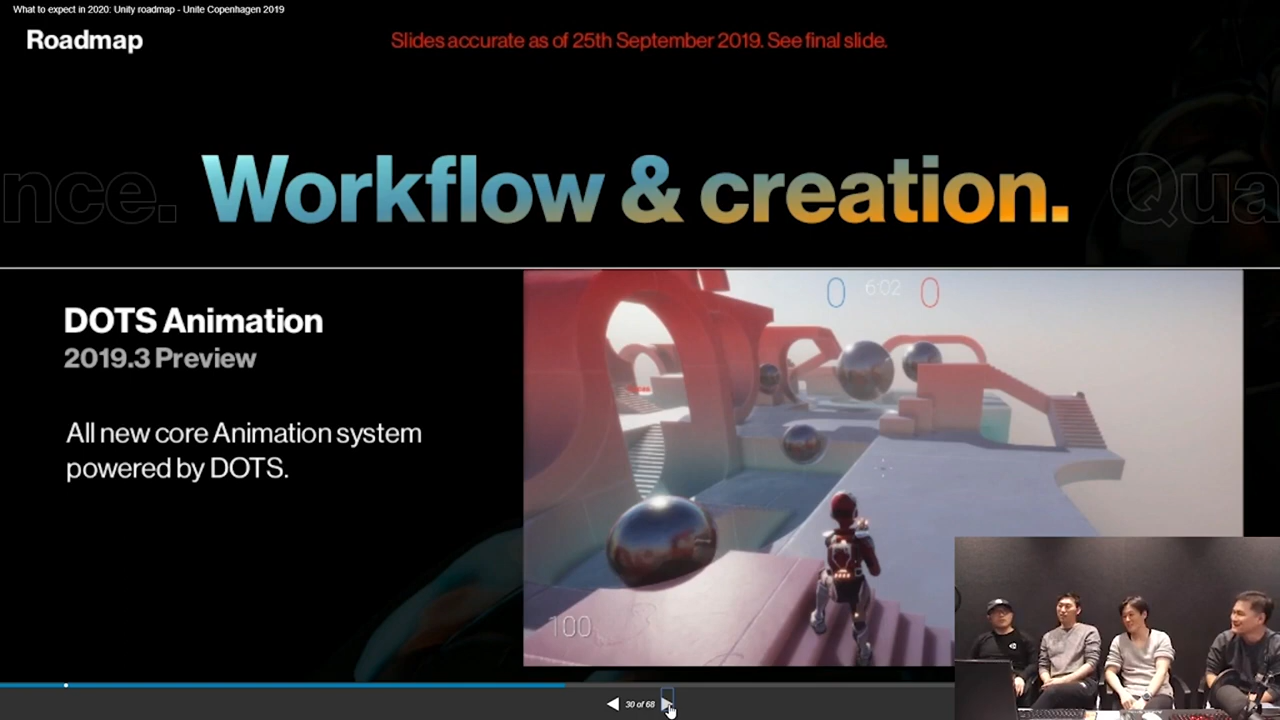 What to expect in 2020: Unity roadmap - Unite Copenhagen 2019
Roadmap
Slides accurate as of 25th September 2019. See final slide.
nce. Workflow & creation. Qua
DOTS Animation
2019.3 Preview
All new core Animation system
powered by DOTS.
0 6:02 0
100
30 of 68